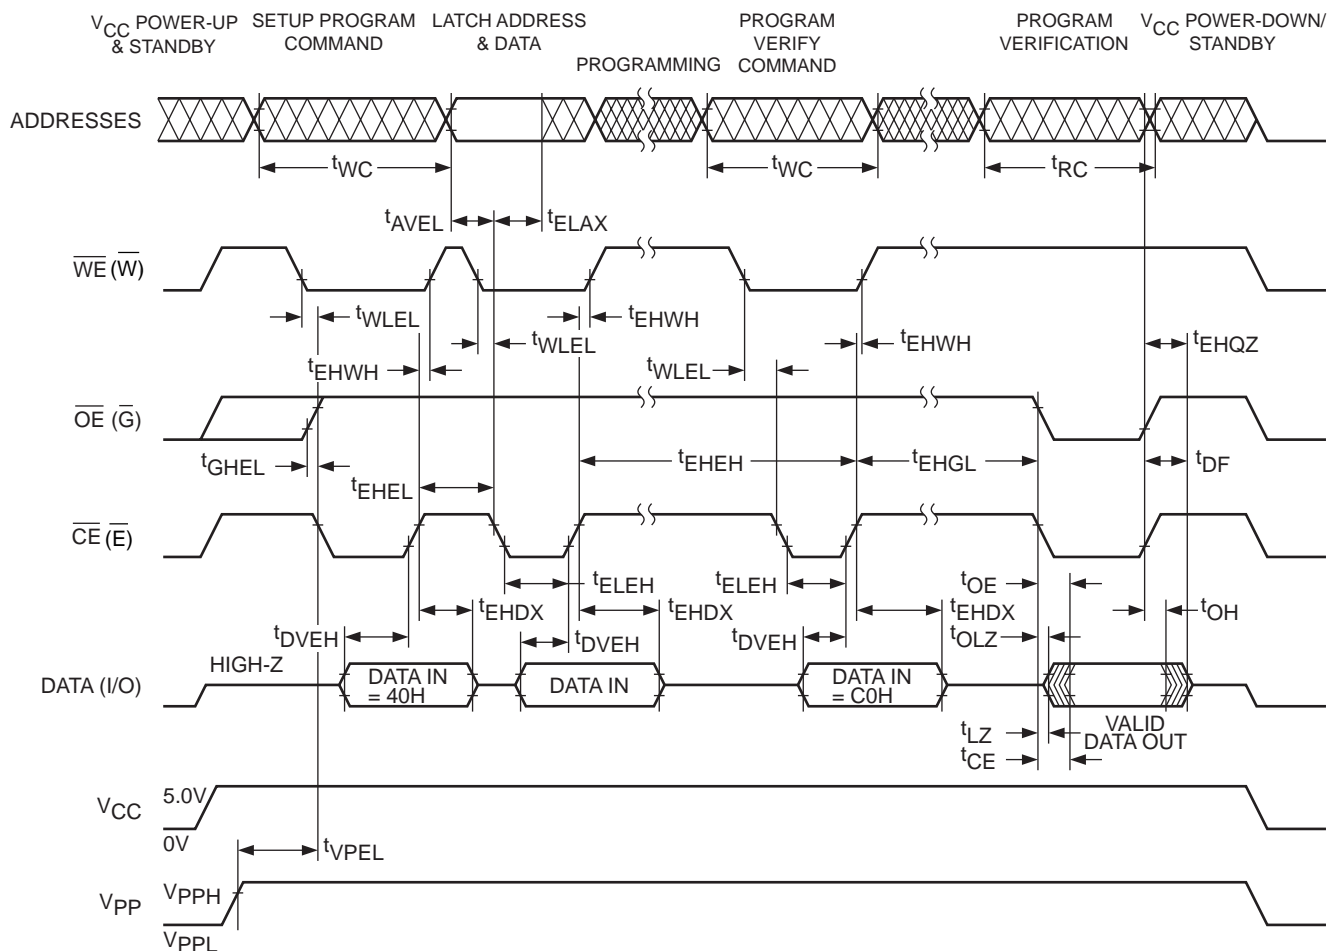 VCC POWER-UP
& STANDBY
SETUP PROGRAM
COMMAND
LATCH ADDRESS
& DATA
PROGRAMMING
PROGRAM
VERIFY
COMMAND
PROGRAM
VERIFICATION
VCC POWER-DOWN/
STANDBY
ADDRESSES
tWC
tWC
tRC
tAVEL
tELAX
WE (W)
tWLEL
tEHWH
tWLEL
tEHWH
tEHWH
tWLEL
tEHQZ
OE (G)
tGHEL
tEHEH
tEHGL
tDF
tEHEL
CE (E)
tELEH
tELEH
tOE
tEHDX
tEHDX
tEHDX
tOH
tDVEH
tDVEH
tDVEH
tOLZ
HIGH-Z
DATA (I/O)
DATA IN
= 40H
DATA IN
DATA IN
= C0H
tLZ
VALID
DATA OUT
tCE
VCC
5.0V
0V
tVPEL
VPP
VPPH
VPPL